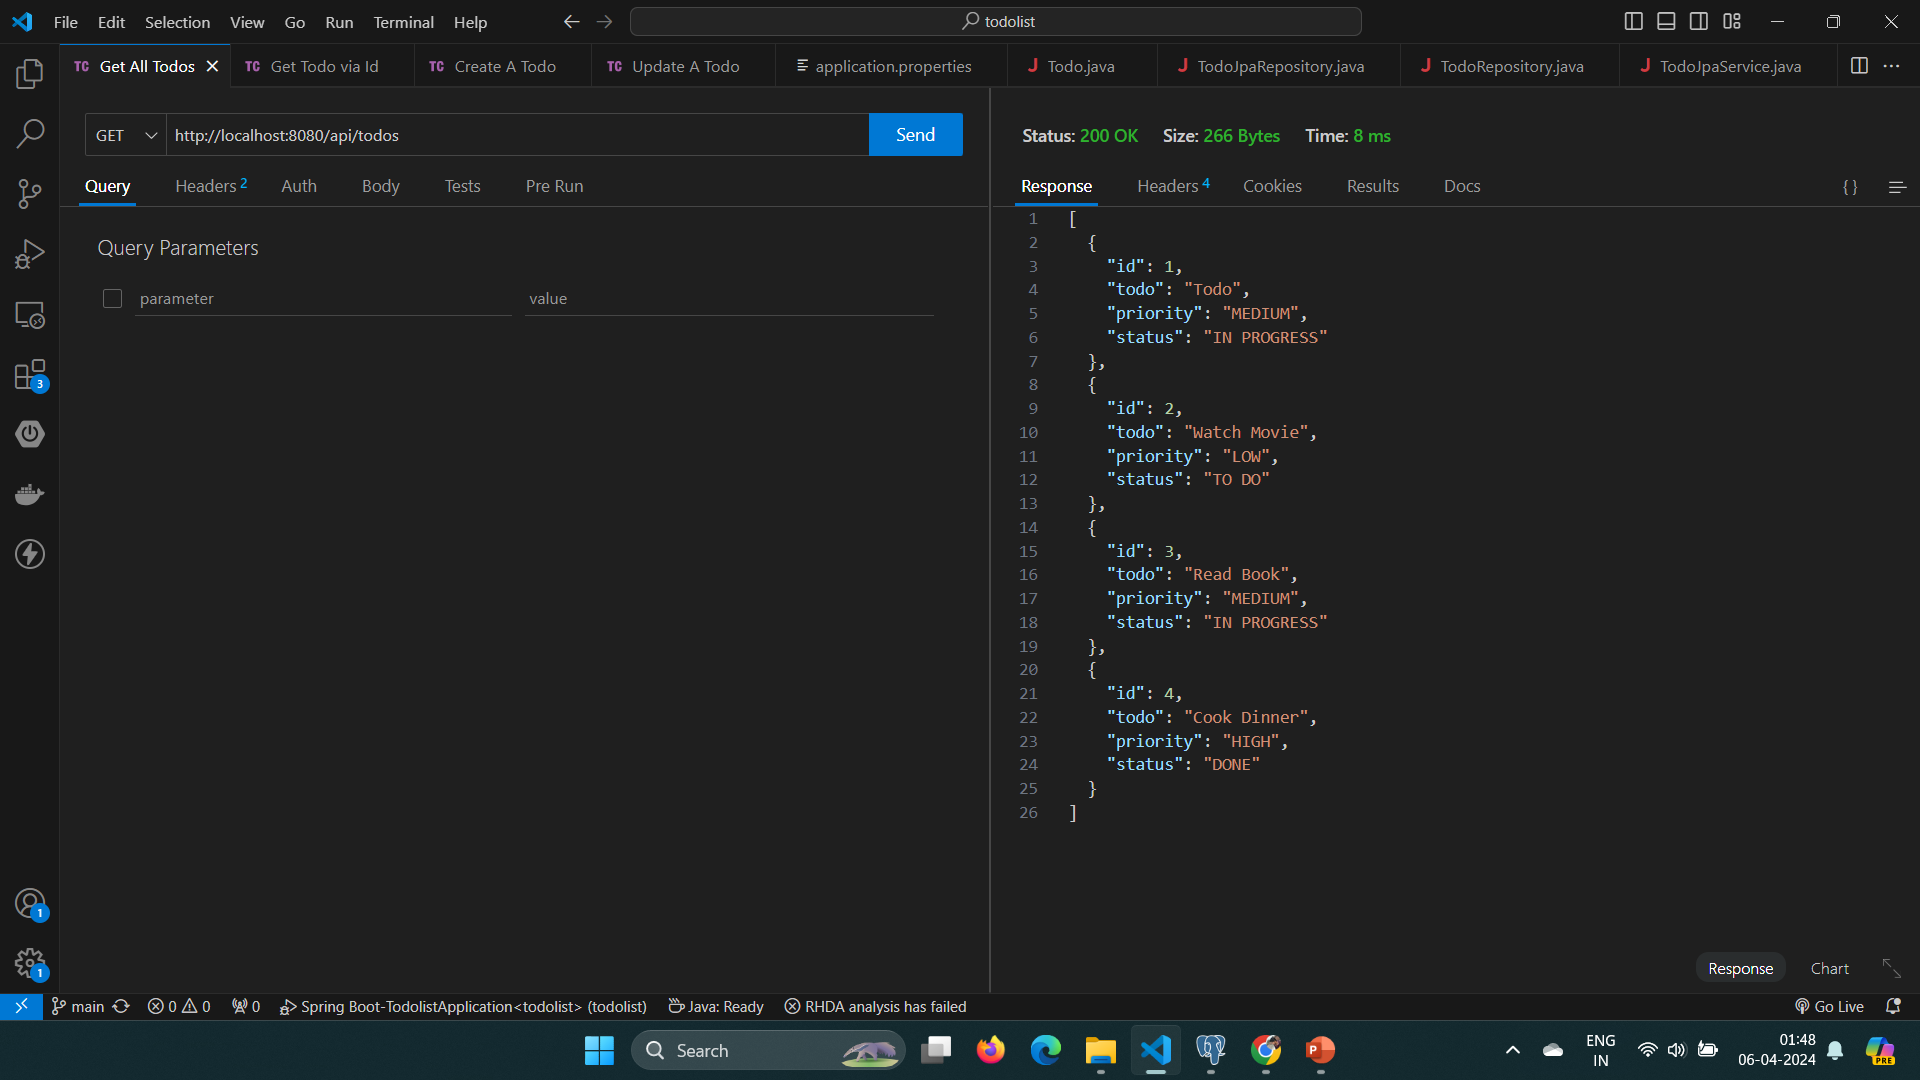 File Edit Selection View Go Run Terminal Help
todolist
TC Get All Todos
TC Get Todo via Id
TC Create A Todo
TC Update A Todo
application.properties
J Todo.java
J TodoJpaRepository.java
J TodoRepository.java
J TodoJpaService.java
GET http://localhost:8080/api/todos Send
Query Headers 2 Auth Body Tests Pre Run
Query Parameters
parameter value
Status: 200 OK Size: 266 Bytes Time: 8 ms
Response Headers 4 Cookies Results Docs { }
1 [
2 {
3 "id": 1,
4 "todo": "Todo",
5 "priority": "MEDIUM",
6 "status": "IN PROGRESS"
7 },
8 {
9 "id": 2,
10 "todo": "Watch Movie",
11 "priority": "LOW",
12 "status": "TO DO"
13 },
14 {
15 "id": 3,
16 "todo": "Read Book",
17 "priority": "MEDIUM",
18 "status": "IN PROGRESS"
19 },
20 {
21 "id": 4,
22 "todo": "Cook Dinner",
23 "priority": "HIGH",
24 "status": "DONE"
25 }
26 ]
3
1
1
Response Chart
main 0 0 0 Spring Boot-TodolistApplication<todolist> (todolist) Java: Ready RHDA analysis has failed Go Live
Search
ENG
IN
01:48
06-04-2024
PRE